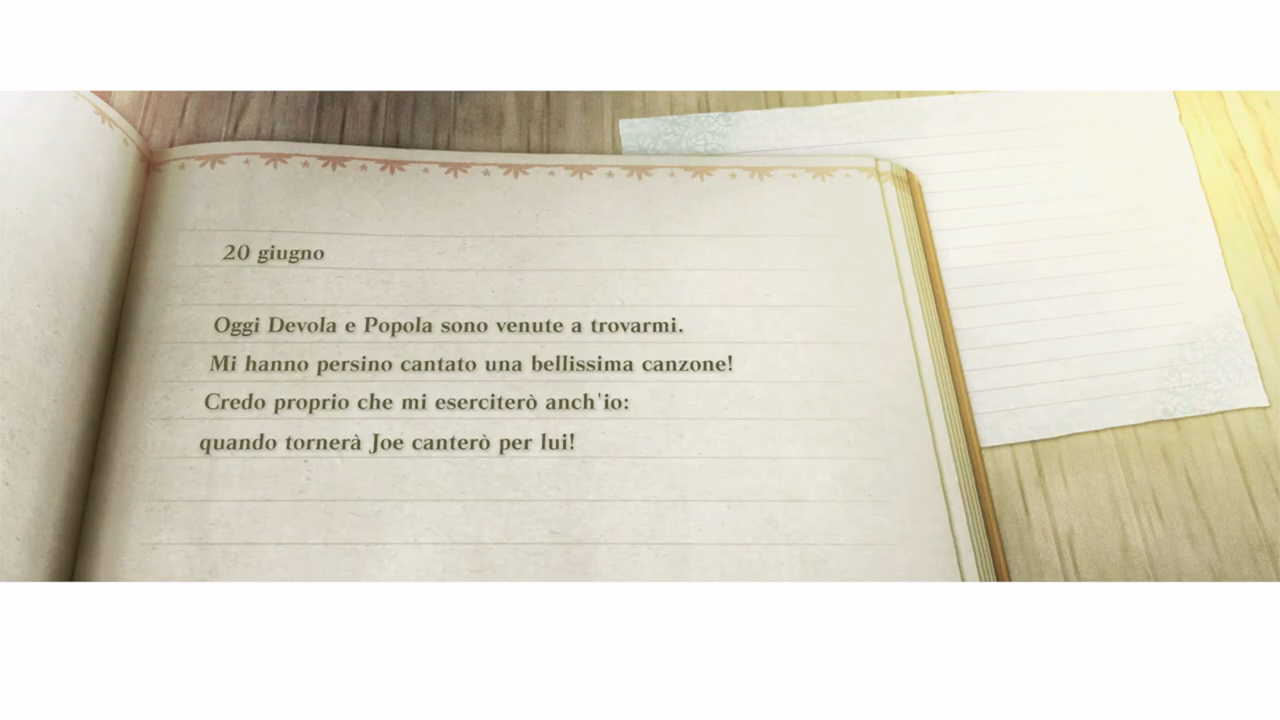 20 giugno
Oggi Devola e Popola sono venute a trovarmi.
Mi hanno persino cantato una bellissima canzone!
Credo proprio che mi eserciterò anch'io:
quando tornerà Joe canterò per lui!